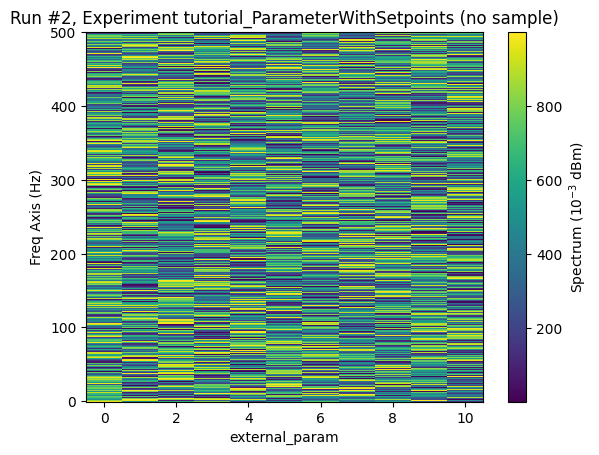 Run #2, Experiment tutorial_ParameterWithSetpoints (no sample)
500
400
300
200
100
0
Freq Axis (Hz)
0 2 4 6 8 10
external_param
800
600
400
200
Spectrum (10⁻³ dBm)